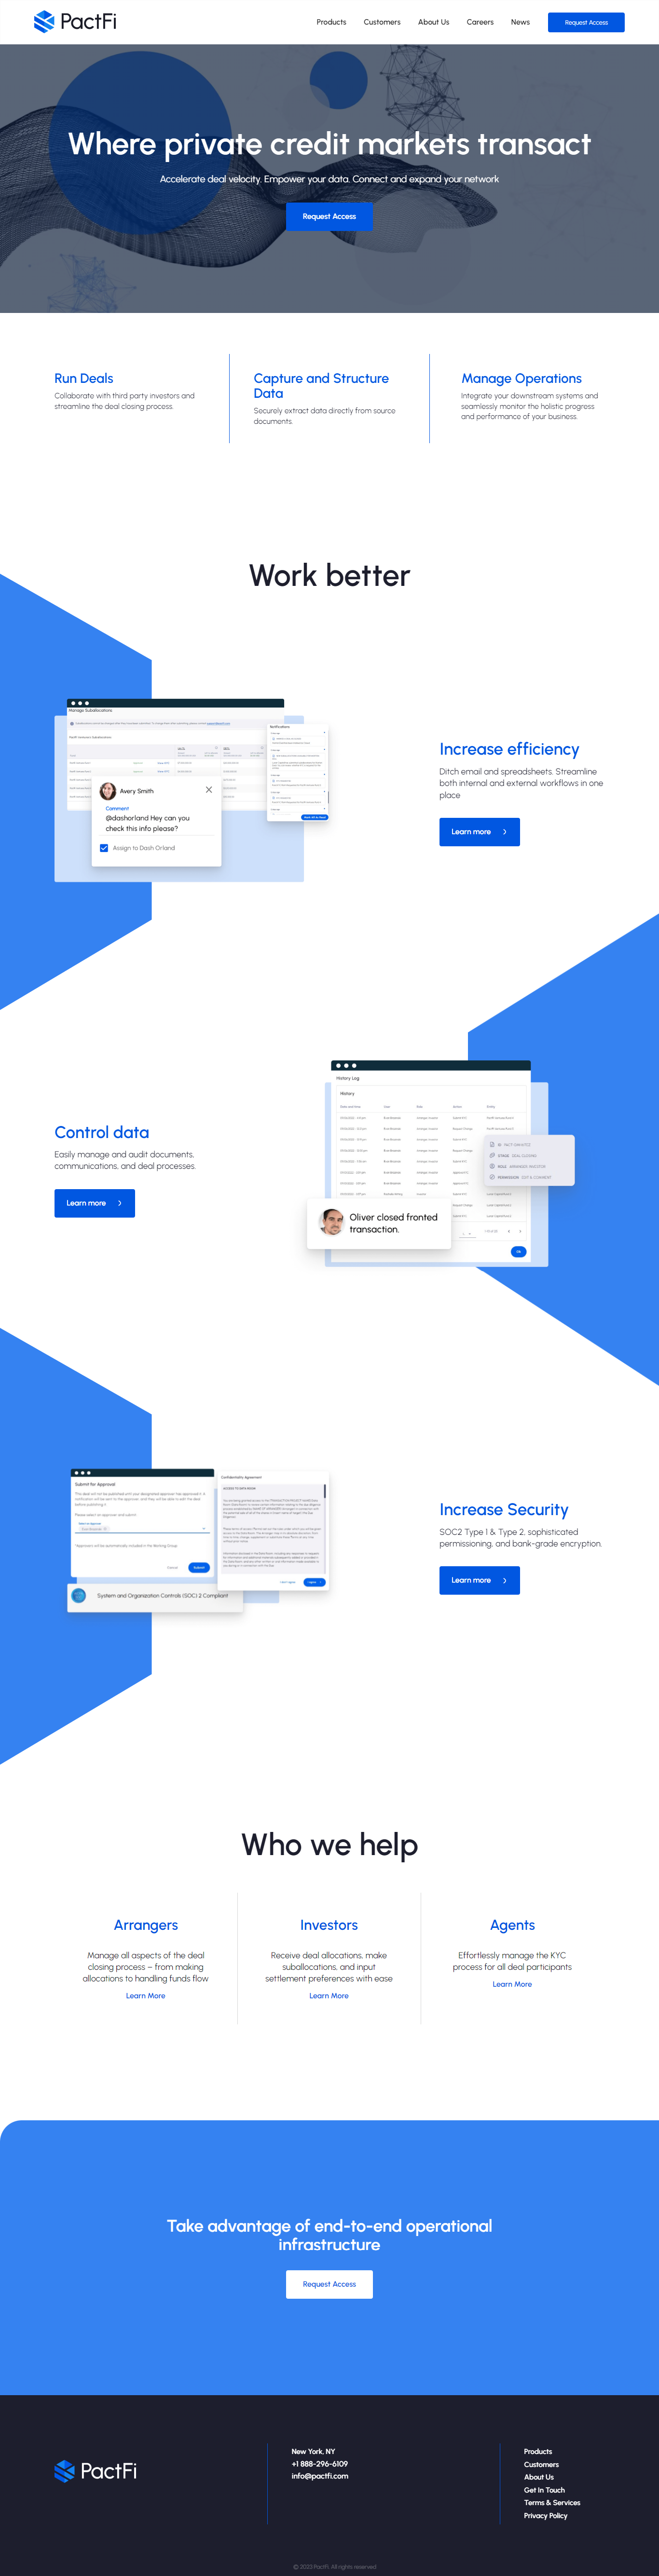 PactFi
Products
Customers
About Us
Careers
News
Request Access
Where private credit markets transact
Accelerate deal velocity. Empower your data. Connect and expand your network
Request Access
Run Deals
Collaborate with third party investors and
streamline the deal closing process.
Capture and Structure
Data
Securely extract data directly from source
documents.
Manage Operations
Integrate your downstream systems and
seamlessly monitor the holistic progress
and performance of your business.
Work better
Manage Suballocations
Notifications
Avery Smith
Comment
@dashorland Hey can you
check this info please?
Assign to Dash Orland
Increase efficiency
Ditch email and spreadsheets. Streamline
both internal and external workflows in one
place
Learn more
Control data
Easily manage and audit documents,
communications, and deal processes.
Learn more
History Log
History
Oliver closed fronted
transaction.
Submit for Approval
Confidentiality Agreement
Cancel
Submit
System and Organization Controls (SOC) 2 Compliant
Increase Security
SOC2 Type 1 & Type 2, sophisticated
permissioning, and bank-grade encryption.
Learn more
Who we help
Arrangers
Manage all aspects of the deal
closing process – from making
allocations to handling funds flow
Learn More
Investors
Receive deal allocations, make
suballocations, and input
settlement preferences with ease
Learn More
Agents
Effortlessly manage the KYC
process for all deal participants
Learn More
Take advantage of end-to-end operational
infrastructure
Request Access
PactFi
New York, NY
+1 888-296-6109
info@pactfi.com
Products
Customers
About Us
Get In Touch
Terms & Services
Privacy Policy
© 2023 PactFi. All rights reserved